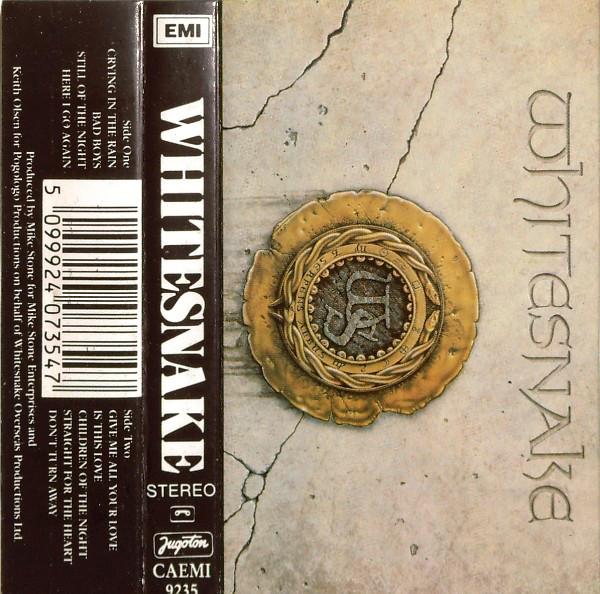 Side One
CRYING IN THE RAIN
BAD BOYS
STILL OF THE NIGHT
HERE I GO AGAIN
5 099924 073547
Side Two
GIVE ME ALL YOUR LOVE
IS THIS LOVE
CHILDREN OF THE NIGHT
STRAIGHT FOR THE HEART
DON'T TURN AWAY
Produced by Mike Stone for Mike Stone Enterprises and
Keith Olsen for Pogologo Productions on behalf of Whitesnake Overseas Productions Ltd.
EMI
WHITESNAKE
STEREO
Jugoton
CAEMI
9235
WHITESNAKE
WS